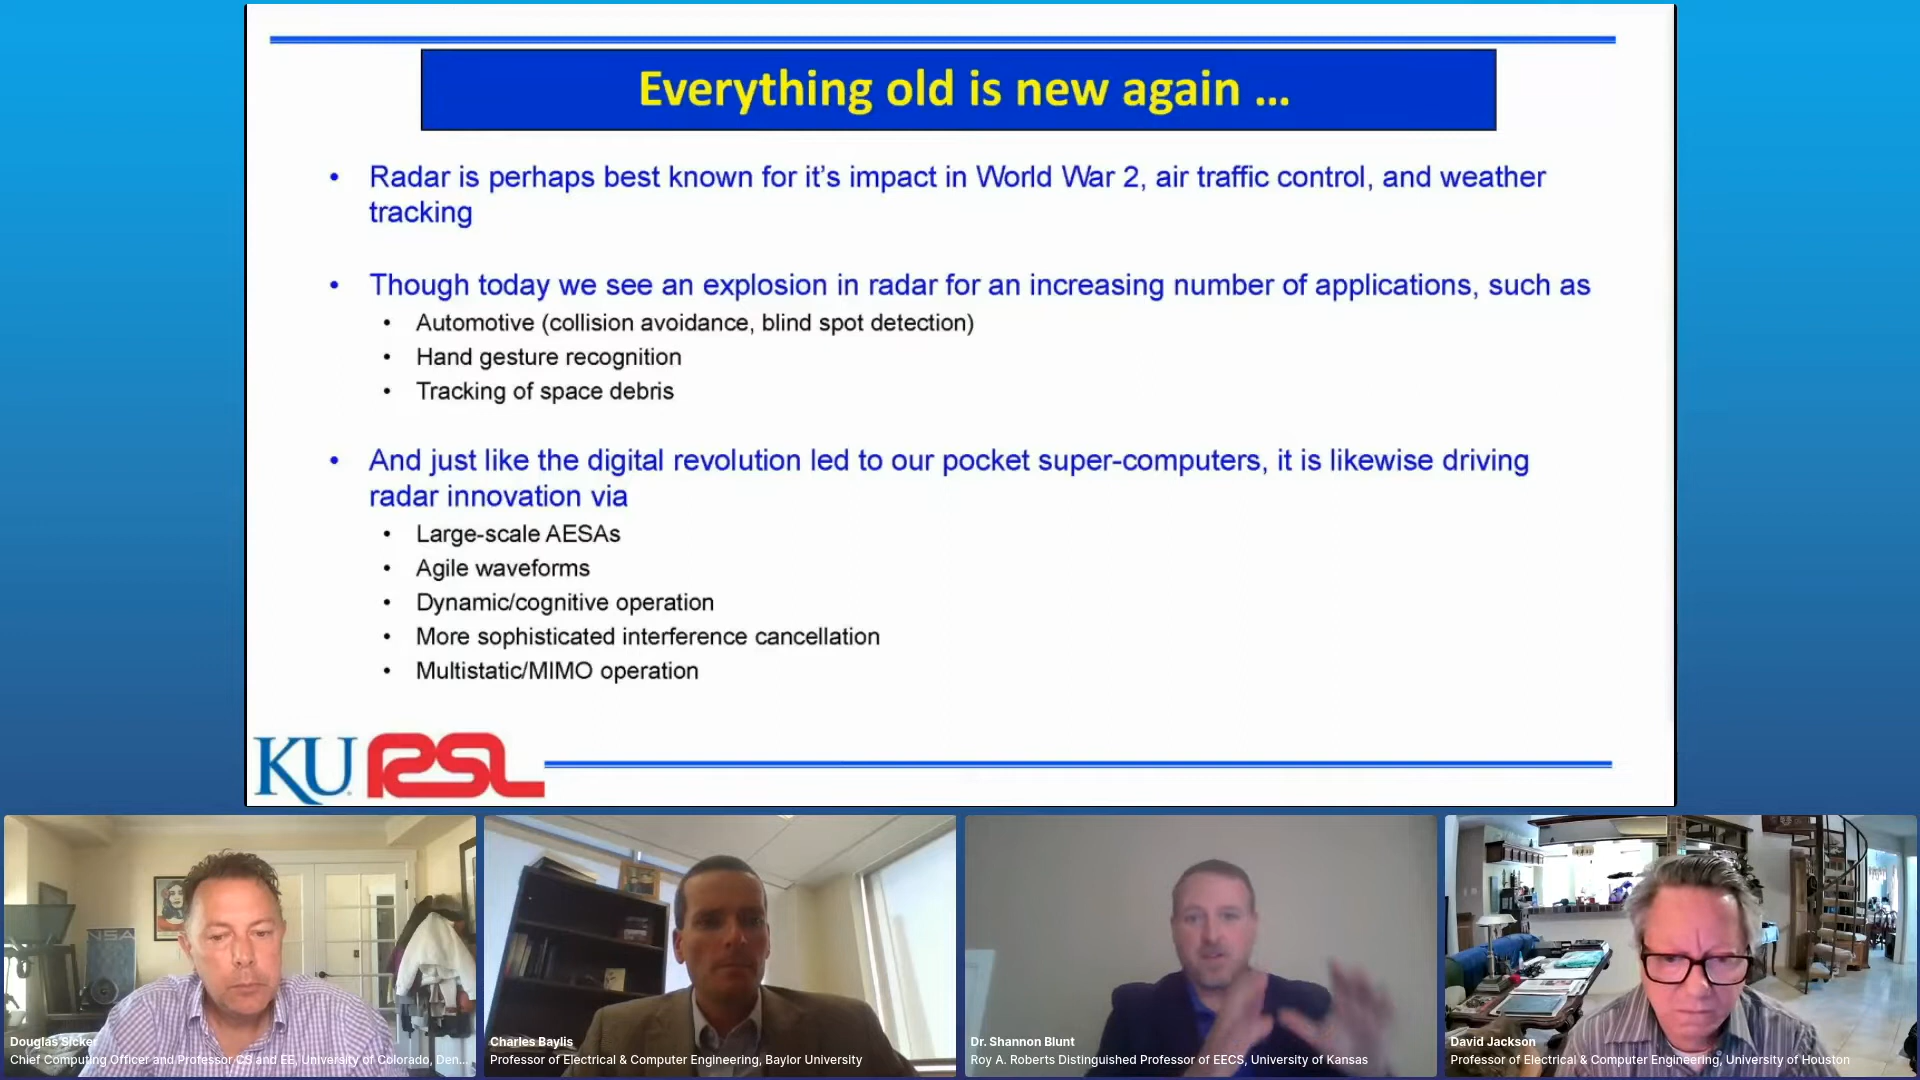 Everything old is new again ...
• Radar is perhaps best known for it's impact in World War 2, air traffic control, and weather
tracking
• Though today we see an explosion in radar for an increasing number of applications, such as
• Automotive (collision avoidance, blind spot detection)
• Hand gesture recognition
• Tracking of space debris
• And just like the digital revolution led to our pocket super-computers, it is likewise driving
radar innovation via
• Large-scale AESAs
• Agile waveforms
• Dynamic/cognitive operation
• More sophisticated interference cancellation
• Multistatic/MIMO operation
KU RSL
NSA
Douglas Sicker
Chief Computing Officer and Professor CS and EE, University of Colorado, Den...
Charles Baylis
Professor of Electrical & Computer Engineering, Baylor University
Dr. Shannon Blunt
Roy A. Roberts Distinguished Professor of EECS, University of Kansas
David Jackson
Professor of Electrical & Computer Engineering, University of Houston